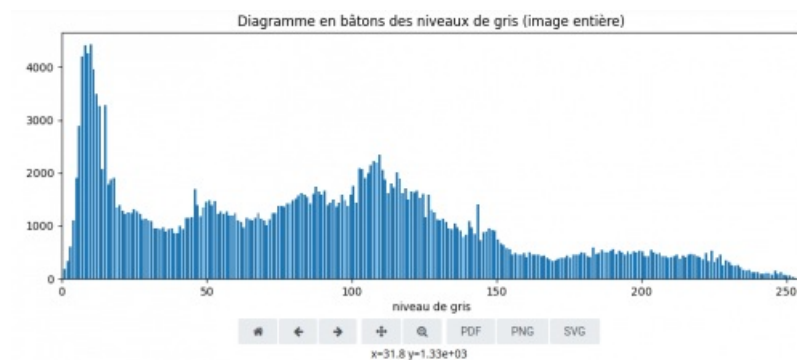 Diagramme en bâtons des niveaux de gris (image entière)
4000
3000
2000
1000
0
0 50 100 150 200 250
niveau de gris
PDF PNG SVG
x=31.8 y=1.33e+03